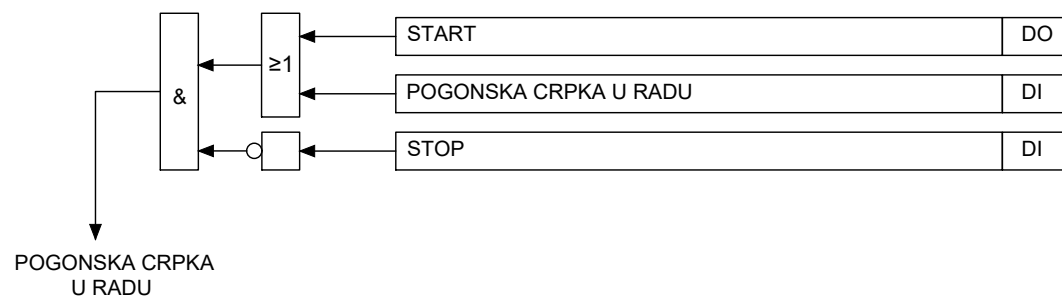 START DO
≥1
POGONSKA CRPKA U RADU DI
&
STOP DI
POGONSKA CRPKA
U RADU